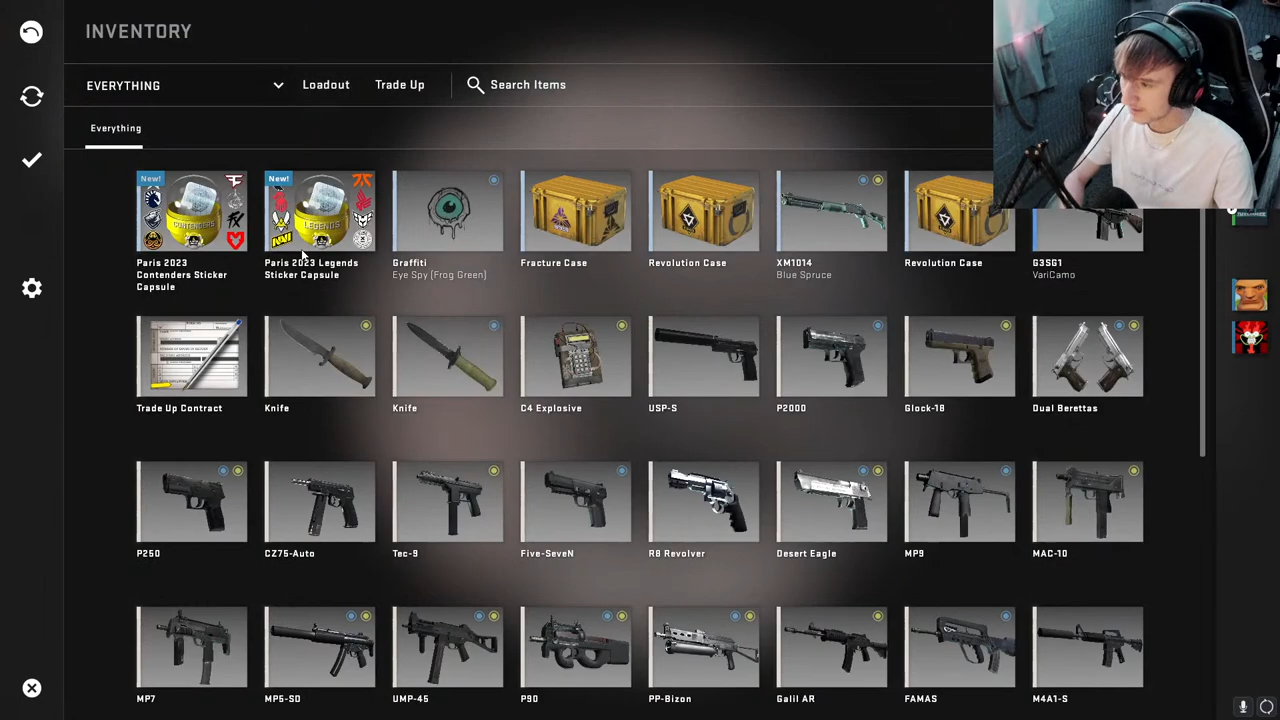 INVENTORY
EVERYTHING
Loadout
Trade Up
Search Items
Everything
New!
New!
CONTENDERS
LEGENDS
Paris 2023
Contenders Sticker
Capsule
Paris 2023 Legends
Sticker Capsule
Graffiti
Eye Spy (Frog Green)
Fracture Case
Revolution Case
XM1014
Blue Spruce
Revolution Case
G3SG1
VariCamo
Trade Up Contract
Knife
Knife
C4 Explosive
USP-S
P2000
Glock-18
Dual Berettas
P250
CZ75-Auto
Tec-9
Five-SeveN
R8 Revolver
Desert Eagle
MP9
MAC-10
MP7
MP5-SD
UMP-45
P90
PP-Bizon
Galil AR
FAMAS
M4A1-S